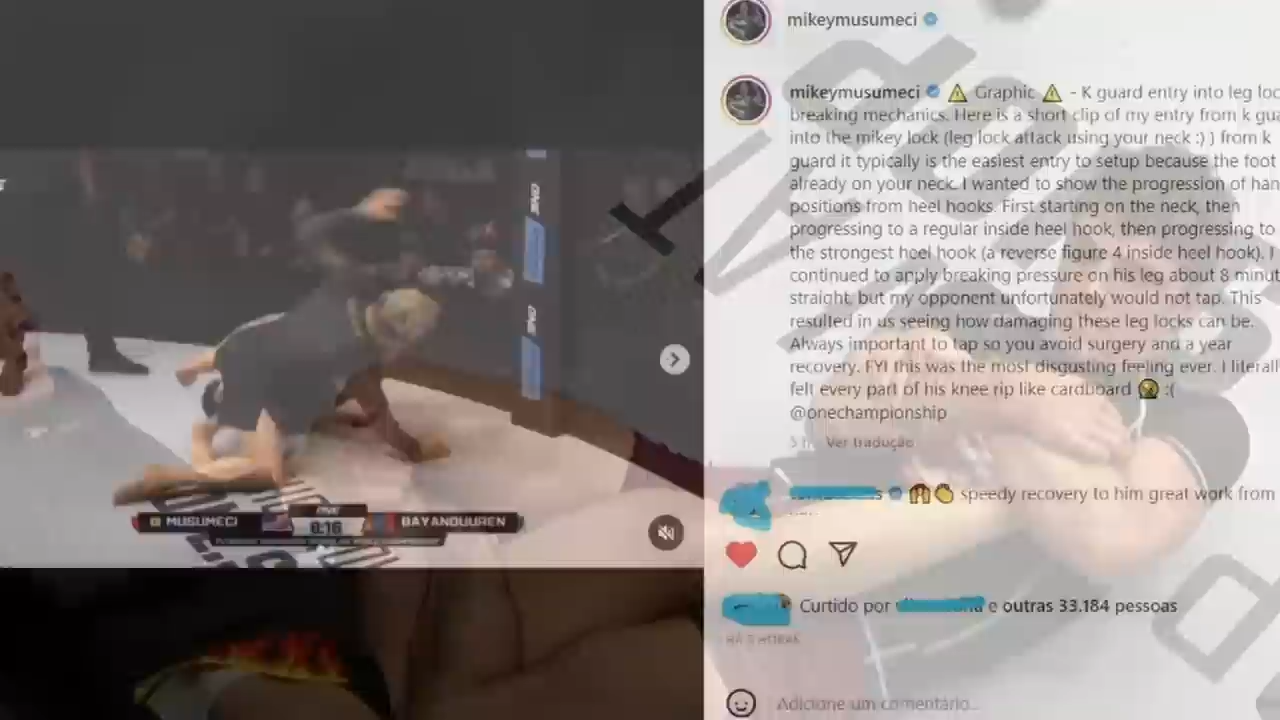 mikeymusumeci
mikeymusumeci ⚠ Graphic ⚠ - K guard entry into leg loc
breaking mechanics. Here is a short clip of my entry from k gua
into the mikey lock (leg lock attack using your neck :) ) from k
guard it typically is the easiest entry to setup because the foot
already on your neck. I wanted to show the progression of han
positions from heel hooks. First starting on the neck, then
progressing to a regular inside heel hook, then progressing to
the strongest heel hook (a reverse figure 4 inside heel hook). I
continued to apply breaking pressure on his leg about 8 minut
straight, but my opponent unfortunately would not tap. This
resulted in us seeing how damaging these leg locks can be.
Always important to tap so you avoid surgery and a year
recovery. FYI this was the most disgusting feeling ever. I literall
felt every part of his knee rip like cardboard 🤢 :(
@onechampionship
Ver tradução
speedy recovery to him great work from
Curtido por e outras 33.184 pessoas
HÁ 5 HORAS
Adicione um comentário...
ONE
ONE
MUSUMECI 8:16 BAYANDUUREN